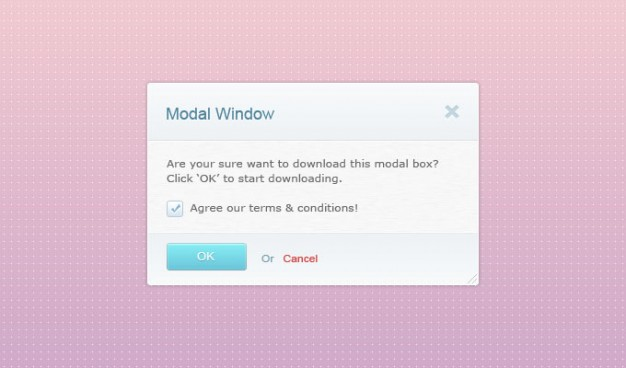 Modal Window
Are your sure want to download this modal box?
Click ‘OK’ to start downloading.
Agree our terms & conditions!
OK Or Cancel